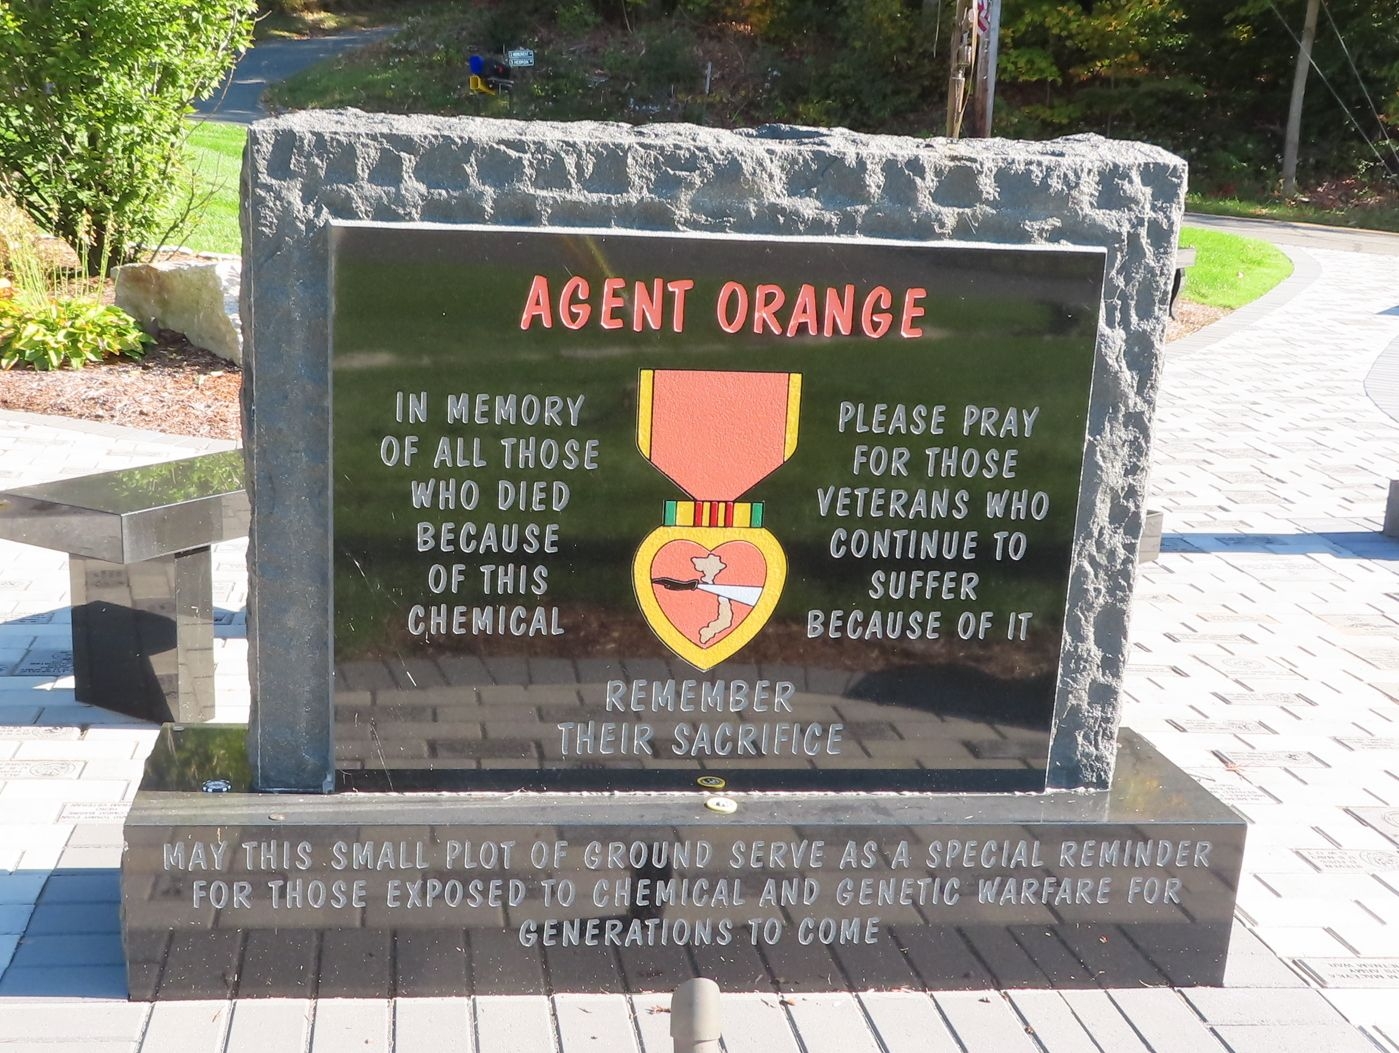 AGENT ORANGE
IN MEMORY
OF ALL THOSE
WHO DIED
BECAUSE
OF THIS
CHEMICAL
PLEASE PRAY
FOR THOSE
VETERANS WHO
CONTINUE TO
SUFFER
BECAUSE OF IT
REMEMBER
THEIR SACRIFICE
MAY THIS SMALL PLOT OF GROUND SERVE AS A SPECIAL REMINDER
FOR THOSE EXPOSED TO CHEMICAL AND GENETIC WARFARE FOR
GENERATIONS TO COME